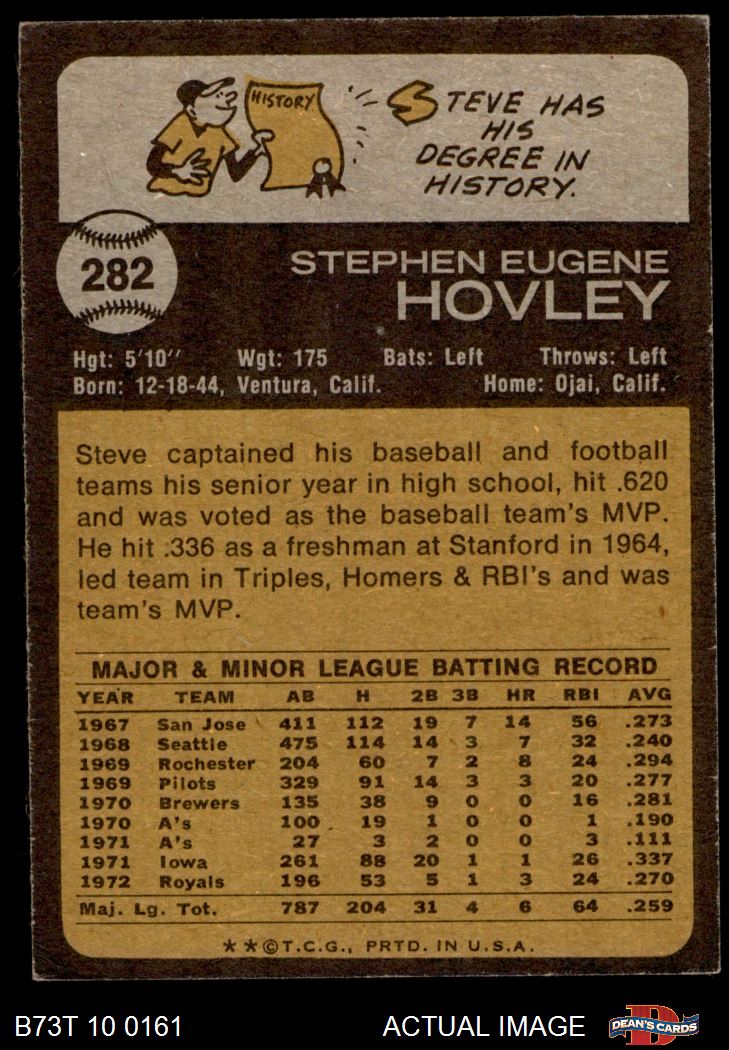 HISTORY
STEVE HAS
HIS
DEGREE IN
HISTORY.
282
STEPHEN EUGENE
HOVLEY
Hgt: 5'10" Wgt: 175 Bats: Left Throws: Left
Born: 12-18-44, Ventura, Calif. Home: Ojai, Calif.
Steve captained his baseball and football
teams his senior year in high school, hit .620
and was voted as the baseball team's MVP.
He hit .336 as a freshman at Stanford in 1964,
led team in Triples, Homers & RBI's and was
team's MVP.
MAJOR & MINOR LEAGUE BATTING RECORD
YEAR TEAM AB H 2B 3B HR RBI AVG
1967 San Jose 411 112 19 7 14 56 .273
1968 Seattle 475 114 14 3 7 32 .240
1969 Rochester 204 60 7 2 8 24 .294
1969 Pilots 329 91 14 3 3 20 .277
1970 Brewers 135 38 9 0 0 16 .281
1970 A's 100 19 1 0 0 1 .190
1971 A's 27 3 2 0 0 3 .111
1971 Iowa 261 88 20 1 1 26 .337
1972 Royals 196 53 5 1 3 24 .270
Maj. Lg. Tot. 787 204 31 4 6 64 .259
★★©T.C.G., PRTD. IN U.S.A.
B73T 10 0161 ACTUAL IMAGE
D
DEAN'S CARDS